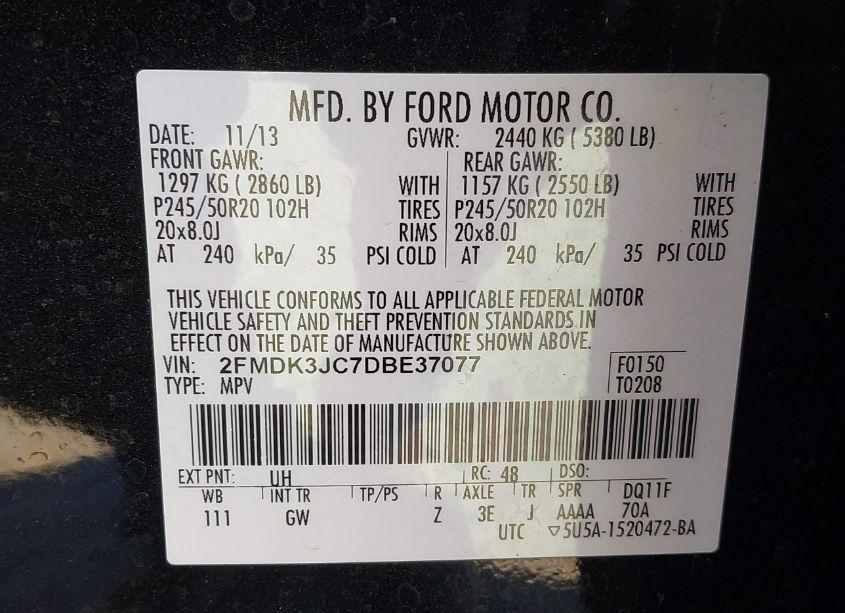 MFD. BY FORD MOTOR CO.
DATE: 11/13 GVWR: 2440 KG ( 5380 LB)
FRONT GAWR: REAR GAWR:
1297 KG ( 2860 LB) WITH 1157 KG ( 2550 LB) WITH
P245/50R20 102H TIRES P245/50R20 102H TIRES
20x8.0J RIMS 20x8.0J RIMS
AT 240 kPa/ 35 PSI COLD AT 240 kPa/ 35 PSI COLD
THIS VEHICLE CONFORMS TO ALL APPLICABLE FEDERAL MOTOR
VEHICLE SAFETY AND THEFT PREVENTION STANDARDS IN
EFFECT ON THE DATE OF MANUFACTURE SHOWN ABOVE.
VIN: 2FMDK3JC7DBE37077 F0150
TYPE: MPV T0208
EXT PNT: UH RC: 48 DSO:
WB INT TR TP/PS R AXLE TR SPR DQ11F
111 GW Z 3E J AAAA 70A
UTC ▽5U5A-1520472-BA